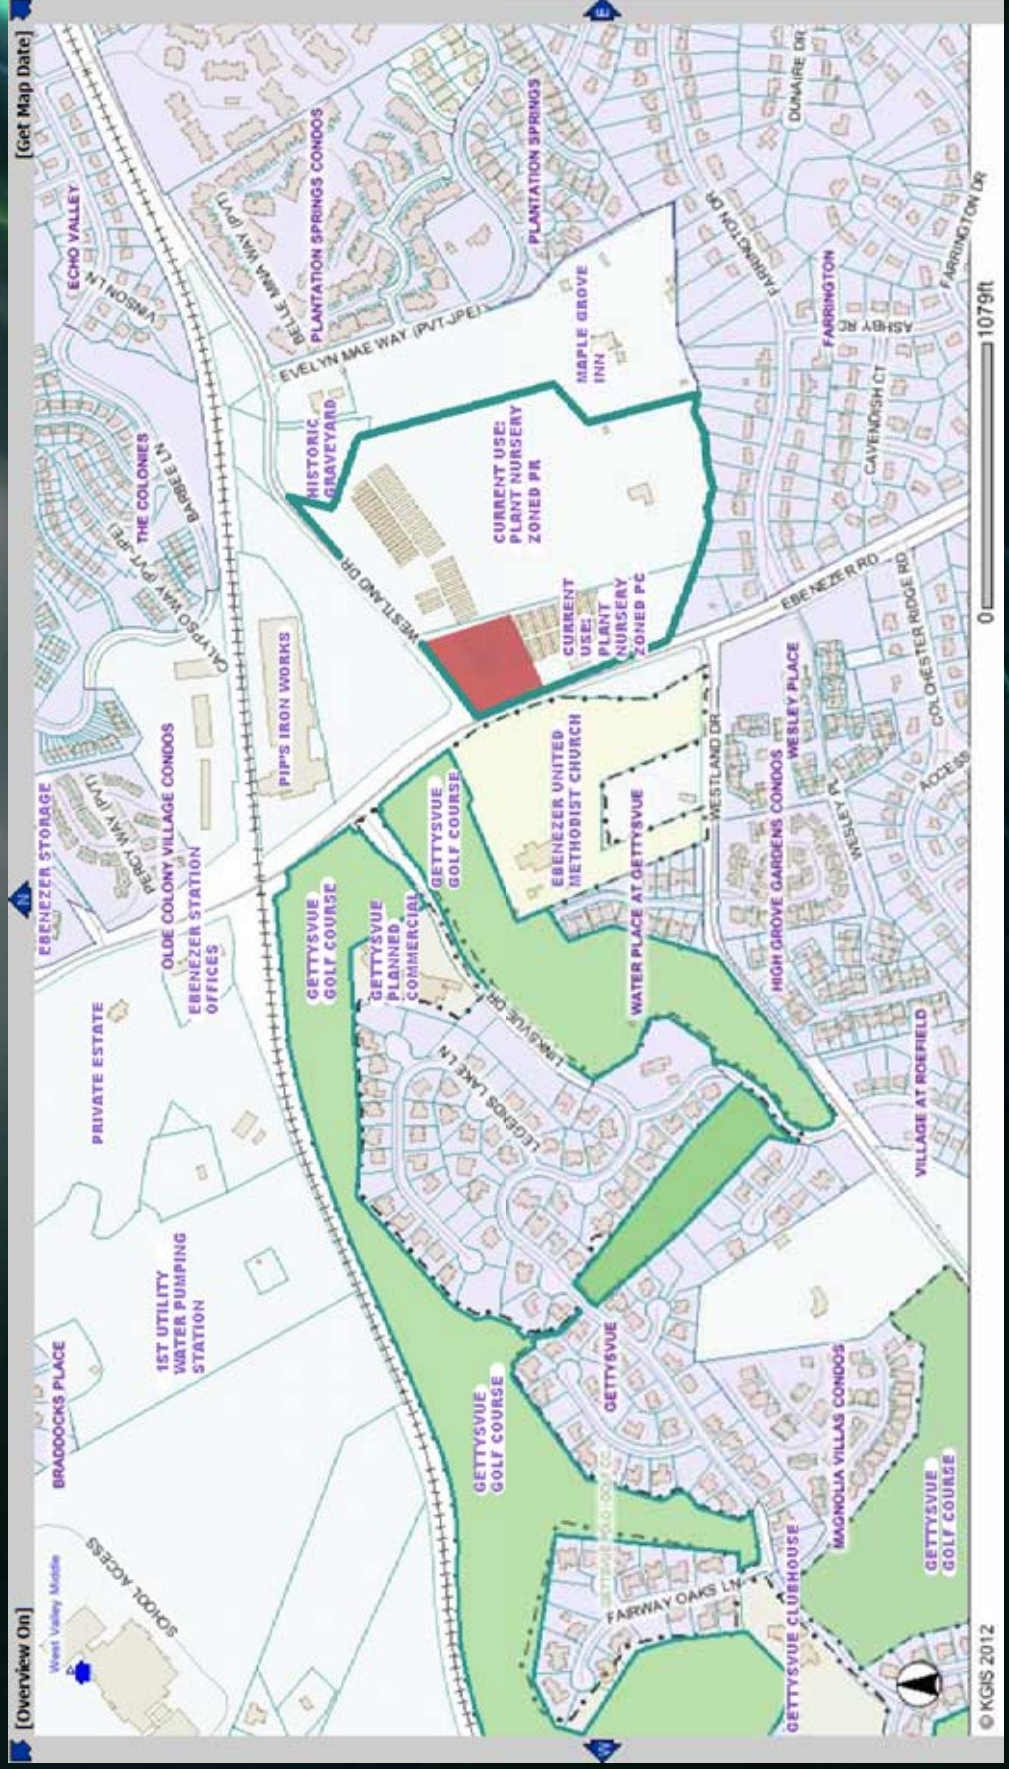 [Overview On]
[Get Map Date]
N
W
E
West Valley Middle
SCHOOL ACCESS
BRADDOCKS PLACE
1ST UTILITY
WATER PUMPING
STATION
PRIVATE ESTATE
EBENEZER STORAGE
PERCY WAY (PVT)
OLDE COLONY VILLAGE CONDOS
EBENEZER STATION
OFFICES
CALYPSO WAY (PVT-JPE)
THE COLONIES
BARBEE LN
VINSON LN
ECHO VALLEY
PIP'S IRON WORKS
BELLE MINA WAY (PVT)
PLANTATION SPRINGS CONDOS
EVELYN MAE WAY (PVT-JPE)
PLANTATION SPRINGS
HISTORIC
GRAVEYARD
WESTLAND DR
MAPLE GROVE
INN
CURRENT USE:
PLANT NURSERY
ZONED PR
CURRENT
USE:
PLANT
NURSERY
ZONED PC
GETTYSVUE
GOLF COURSE
GETTYSVUE
PLANNED
COMMERCIAL
GETTYSVUE
GOLF COURSE
LINKSVUE DR
LEGENDS LAKE LN
EBENEZER UNITED
METHODIST CHURCH
WATER PLACE AT GETTYSVUE
WESTLAND DR
EBENEZER RD
FARRINGTON DR
FARRINGTON DR
FARRINGTON DR
DUNAIRE DR
FARRINGTON
ASHBY RD
CAVENDISH CT
COLCHESTER RIDGE RD
WESLEY PLACE
WESLEY PL
ACCESS
HIGH GROVE GARDENS CONDOS
VILLAGE AT ROEFIELD
GETTYSVUE
GOLF COURSE
GETTYSVUE
FAIRWAY OAKS LN
GETTYSVUE CLUBHOUSE
MAGNOLIA VILLAS CONDOS
GETTYSVUE
GOLF COURSE
© KGIS 2012
0
1079ft